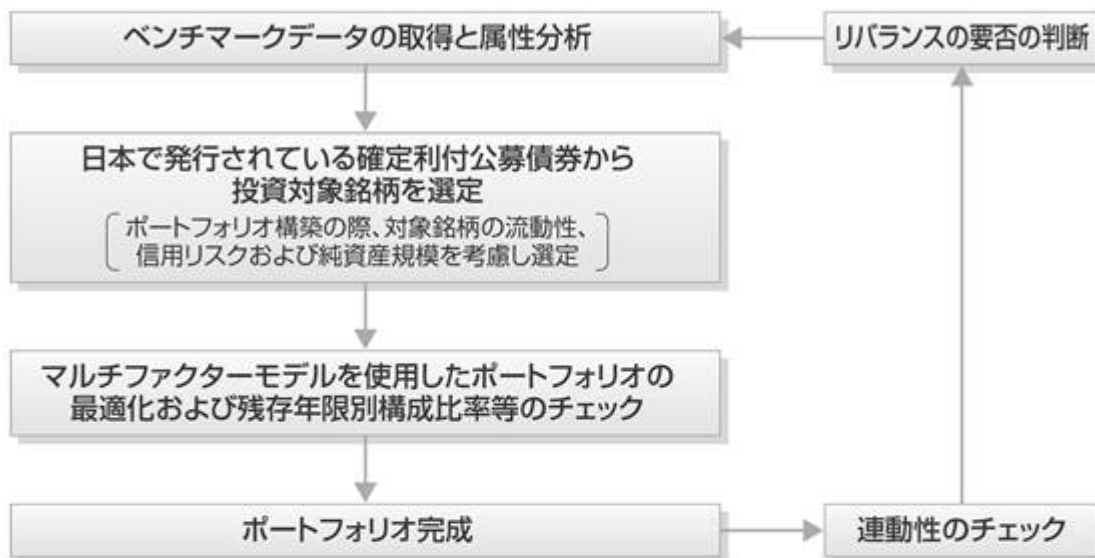 ベンチマークデータの取得と属性分析
リバランスの要否の判断
日本で発行されている確定利付公募債券から
投資対象銘柄を選定
ポートフォリオ構築の際、対象銘柄の流動性、
信用リスクおよび純資産規模を考慮し選定
マルチファクターモデルを使用したポートフォリオの
最適化および残存年限別構成比率等のチェック
ポートフォリオ完成
連動性のチェック